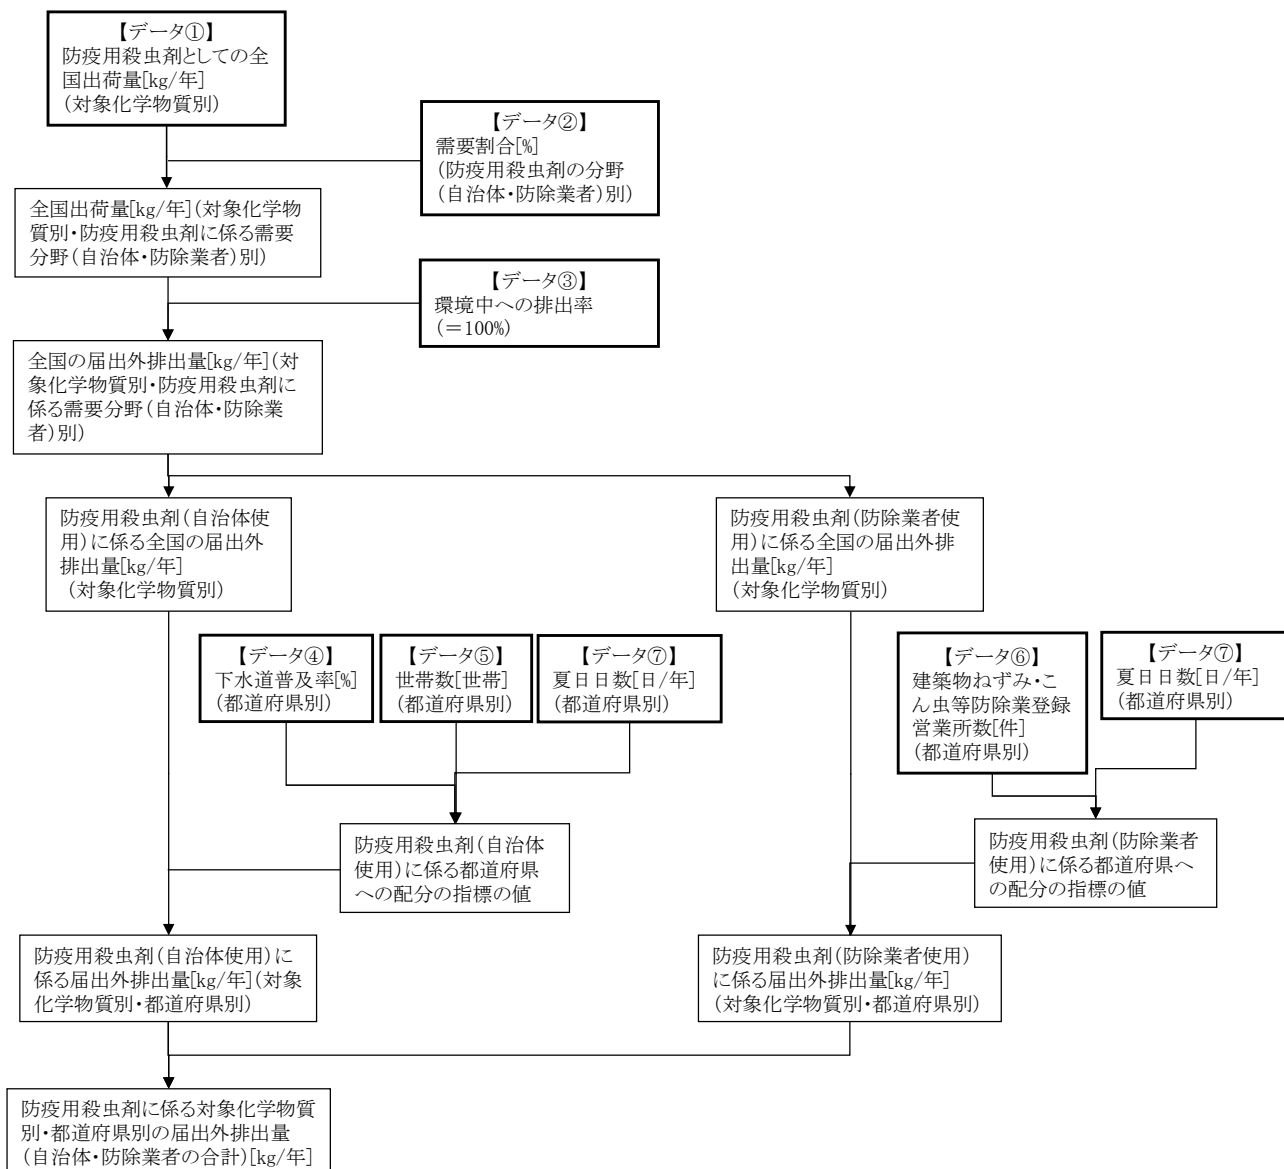 【データ①】
防疫用殺虫剤としての全
国出荷量[kg/年]
(対象化学物質別)
【データ②】
需要割合[%]
(防疫用殺虫剤の分野
(自治体・防除業者)別)
全国出荷量[kg/年](対象化学物
質別・防疫用殺虫剤に係る需要
分野(自治体・防除業者)別)
【データ③】
環境中への排出率
(＝100%)
全国の届出外排出量[kg/年](対
象化学物質別・防疫用殺虫剤に
係る需要分野(自治体・防除業
者)別)
防疫用殺虫剤(自治体使
用)に係る全国の届出外
排出量[kg/年]
(対象化学物質別)
防疫用殺虫剤(防除業者使
用)に係る全国の届出外排
出量[kg/年]
(対象化学物質別)
【データ④】
下水道普及率[%]
(都道府県別)
【データ⑤】
世帯数[世帯]
(都道府県別)
【データ⑦】
夏日日数[日/年]
(都道府県別)
【データ⑥】
建築物ねずみ・こ
ん虫等防除業登録
営業所数[件]
(都道府県別)
【データ⑦】
夏日日数[日/年]
(都道府県別)
防疫用殺虫剤(自治体
使用)に係る都道府県
への配分の指標の値
防疫用殺虫剤(防除業者
使用)に係る都道府県へ
の配分の指標の値
防疫用殺虫剤(自治体使用)に
係る届出外排出量[kg/年](対象
化学物質別・都道府県別)
防疫用殺虫剤(防除業者使用)
に係る届出外排出量[kg/年]
(対象化学物質別・都道府県別)
防疫用殺虫剤に係る対象化学物質
別・都道府県別の届出外排出量
(自治体・防除業者の合計)[kg/年]